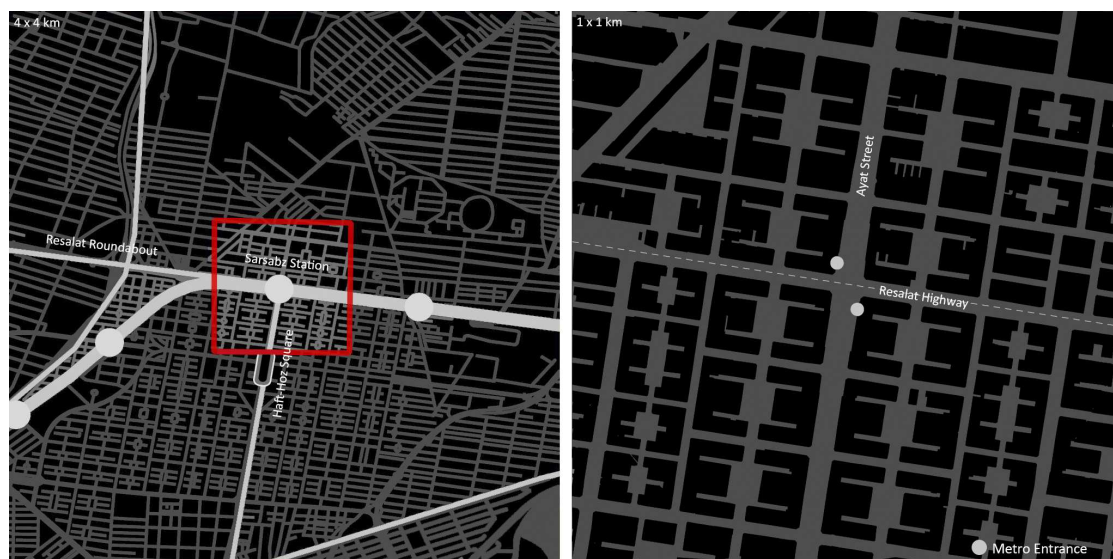 4 x 4 km
Resalat Roundabout
Sarsabz Station
Haft-Hoz Square
1 x 1 km
Ayat Street
Resalat Highway
Metro Entrance